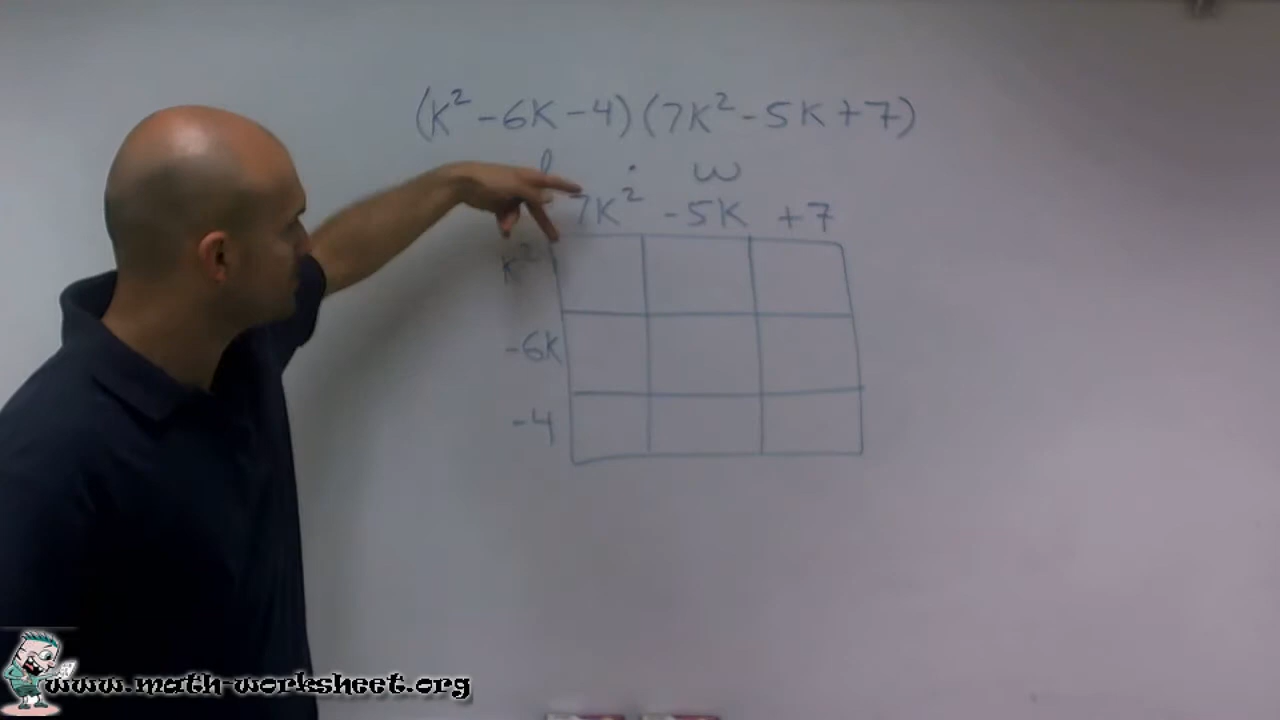 (K² - 6K - 4)(7K² - 5K + 7)
l · w
7K² - 5K + 7
K²
-6K
-4
www.math-worksheet.org